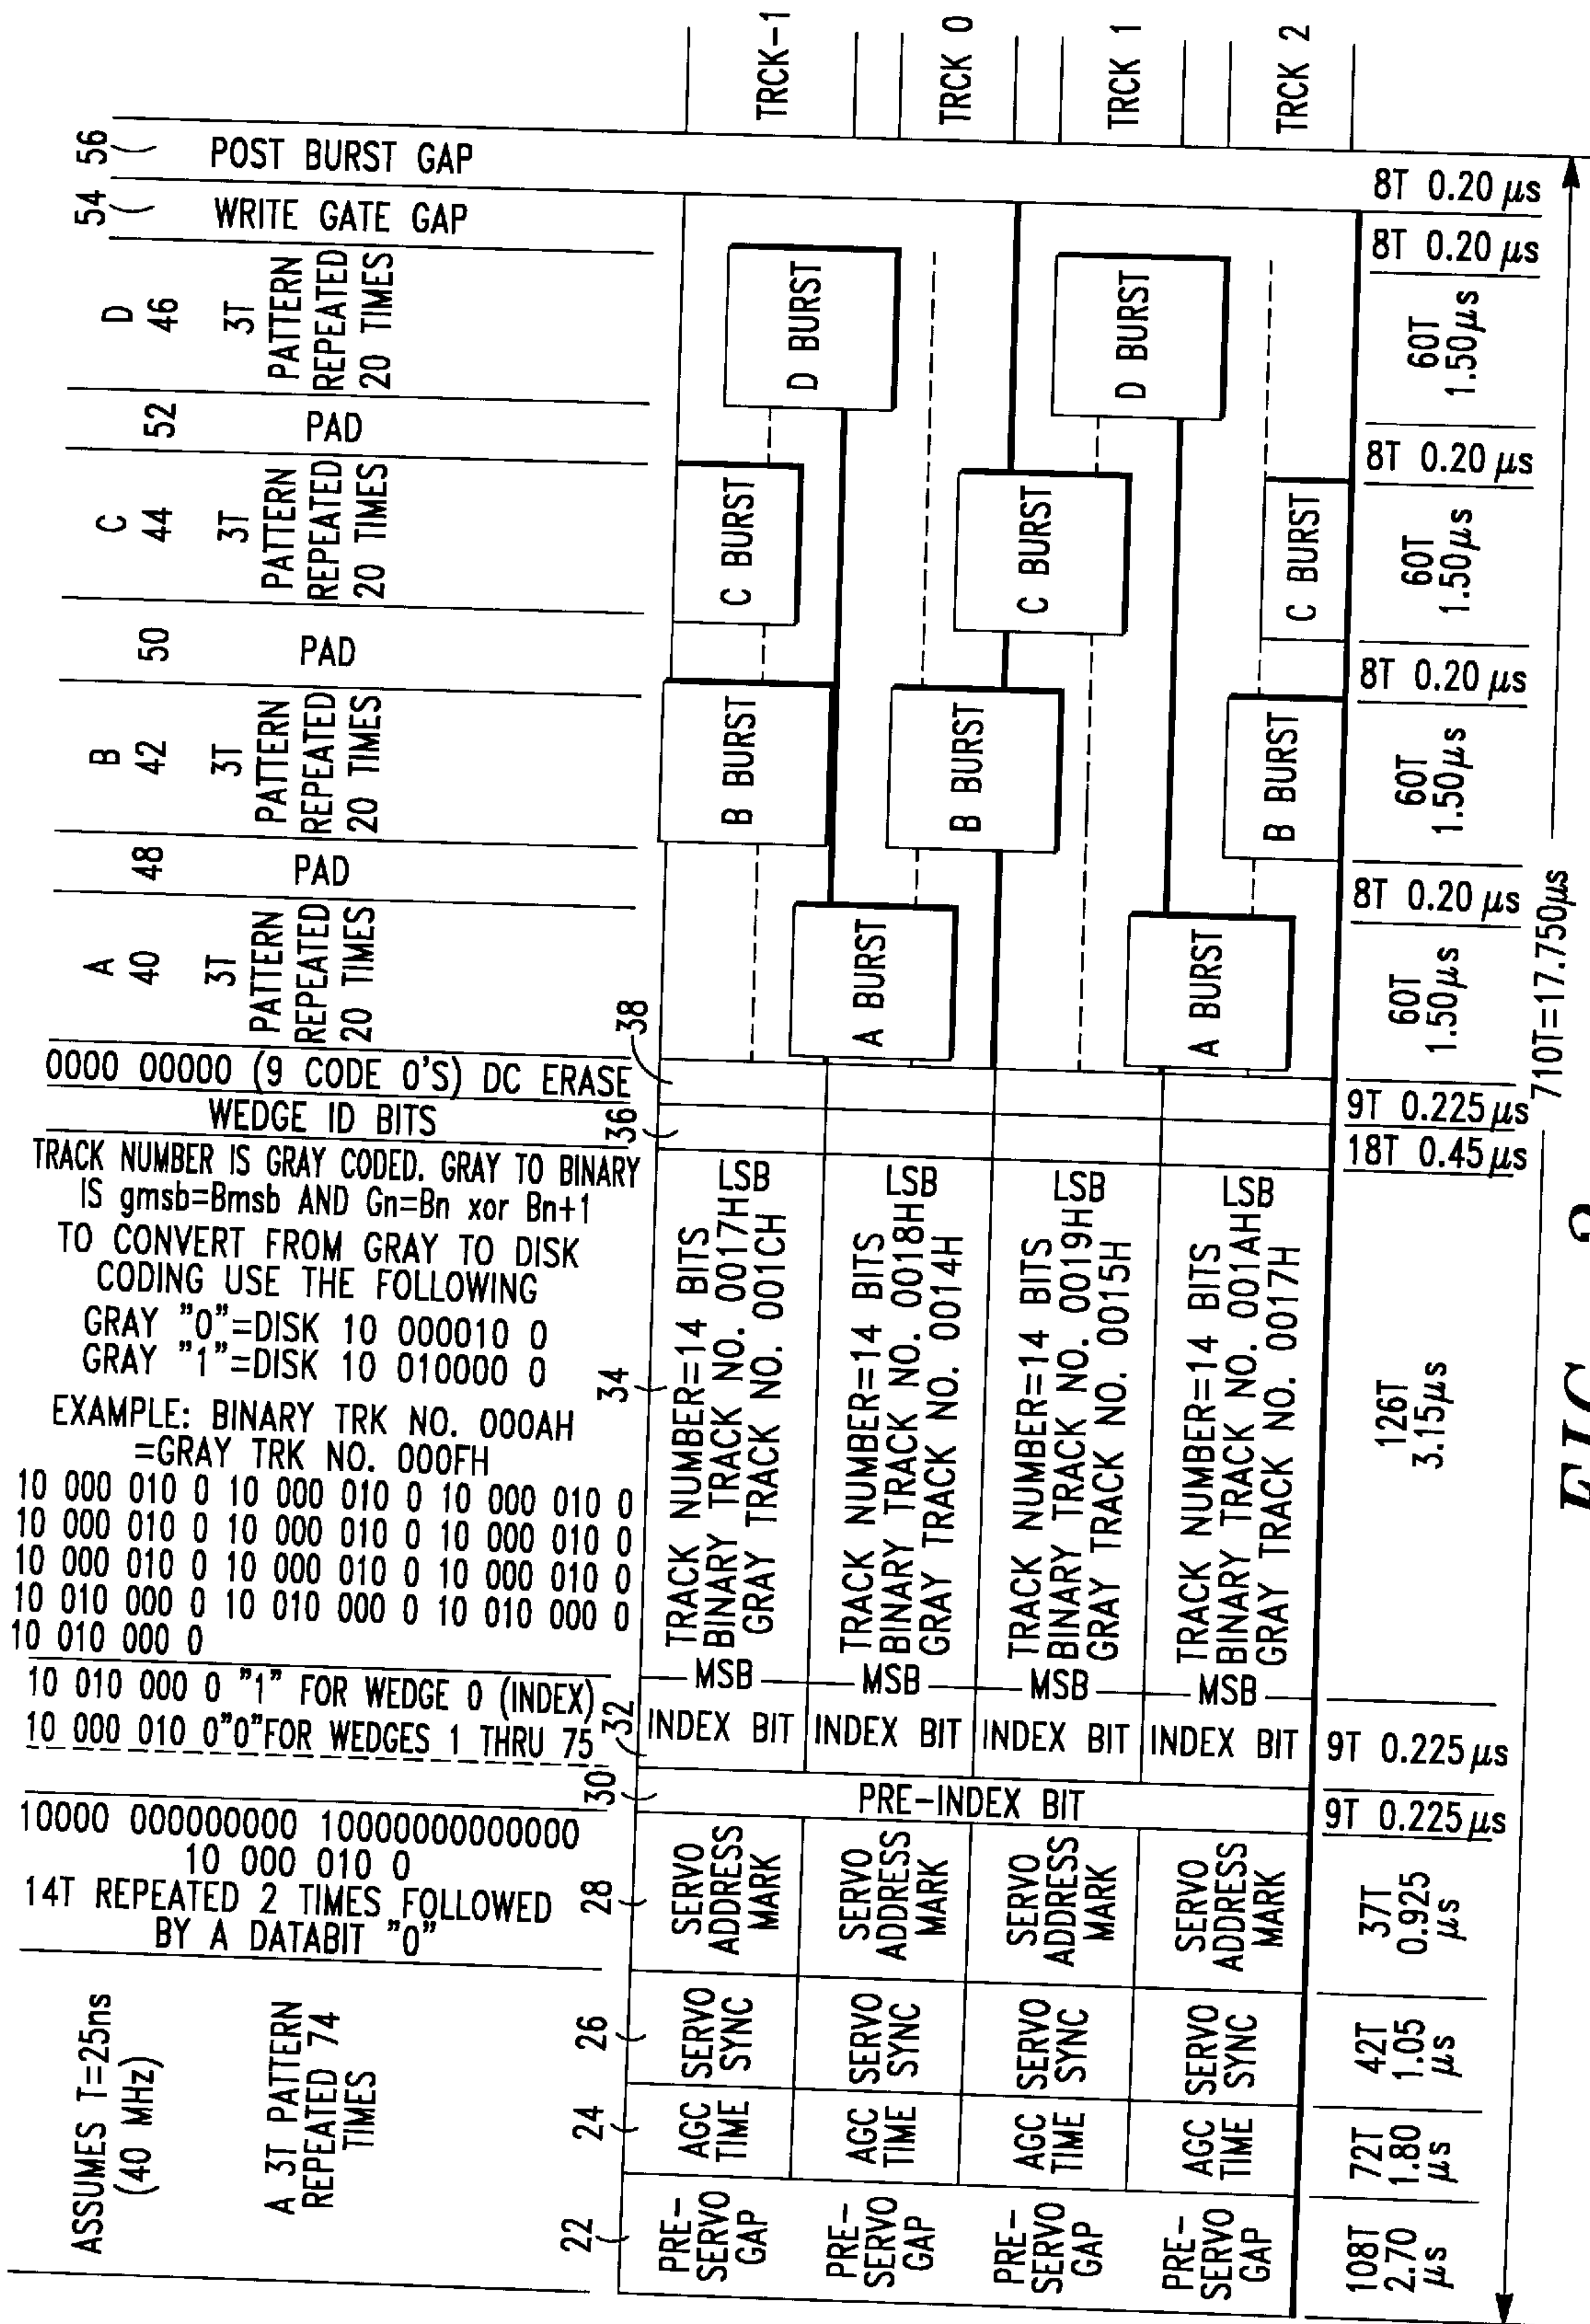 ASSUMES T=25ns
(40 MHz)
A 3T PATTERN
REPEATED 74
TIMES
10000 000000000 10000000000000
10 000 010 0
14T REPEATED 2 TIMES FOLLOWED
BY A DATABIT "0"
10 010 000 0 "1" FOR WEDGE 0 (INDEX)
10 000 010 0"0"FOR WEDGES 1 THRU 75
TRACK NUMBER IS GRAY CODED. GRAY TO BINARY
IS gmsb=Bmsb AND Gn=Bn xor Bn+1
TO CONVERT FROM GRAY TO DISK
CODING USE THE FOLLOWING
GRAY "0"=DISK 10 000010 0
GRAY "1"=DISK 10 010000 0
EXAMPLE: BINARY TRK NO. 000AH
=GRAY TRK NO. 000FH
10 000 010 0 10 000 010 0 10 000 010 0
10 000 010 0 10 000 010 0 10 000 010 0
10 000 010 0 10 000 010 0 10 000 010 0
10 010 000 0 10 010 000 0 10 010 000 0
10 010 000 0
WEDGE ID BITS
0000 00000 (9 CODE 0'S) DC ERASE
A
40
3T
PATTERN
REPEATED
20 TIMES
48
PAD
B
42
3T
PATTERN
REPEATED
20 TIMES
50
PAD
C
44
3T
PATTERN
REPEATED
20 TIMES
52
PAD
D
46
3T
PATTERN
REPEATED
20 TIMES
54
WRITE GATE GAP
56
POST BURST GAP
22
24
26
28
30
32
34
36
38
PRE-
SERVO
GAP
AGC
TIME
SERVO
SYNC
SERVO
ADDRESS
MARK
PRE-INDEX BIT
INDEX BIT
MSB
TRACK NUMBER=14 BITS
BINARY TRACK NO. 0017H
GRAY TRACK NO. 001CH
LSB
B BURST
C BURST
D BURST
TRCK-1
PRE-
SERVO
GAP
AGC
TIME
SERVO
SYNC
SERVO
ADDRESS
MARK
INDEX BIT
MSB
TRACK NUMBER=14 BITS
BINARY TRACK NO. 0018H
GRAY TRACK NO. 0014H
LSB
A BURST
B BURST
TRCK 0
PRE-
SERVO
GAP
AGC
TIME
SERVO
SYNC
SERVO
ADDRESS
MARK
INDEX BIT
MSB
TRACK NUMBER=14 BITS
BINARY TRACK NO. 0019H
GRAY TRACK NO. 0015H
LSB
C BURST
D BURST
TRCK 1
PRE-
SERVO
GAP
AGC
TIME
SERVO
SYNC
SERVO
ADDRESS
MARK
INDEX BIT
MSB
TRACK NUMBER=14 BITS
BINARY TRACK NO. 001AH
GRAY TRACK NO. 0017H
LSB
A BURST
B BURST
C BURST
TRCK 2
108T
2.70
µs
72T
1.80
µs
42T
1.05
µs
37T
0.925
µs
9T 0.225µs
9T 0.225µs
126T
3.15µs
18T 0.45µs
9T 0.225µs
60T
1.50µs
8T 0.20 µs
60T
1.50µs
8T 0.20 µs
60T
1.50µs
8T 0.20 µs
60T
1.50µs
8T 0.20 µs
8T 0.20 µs
710T=17.750µs